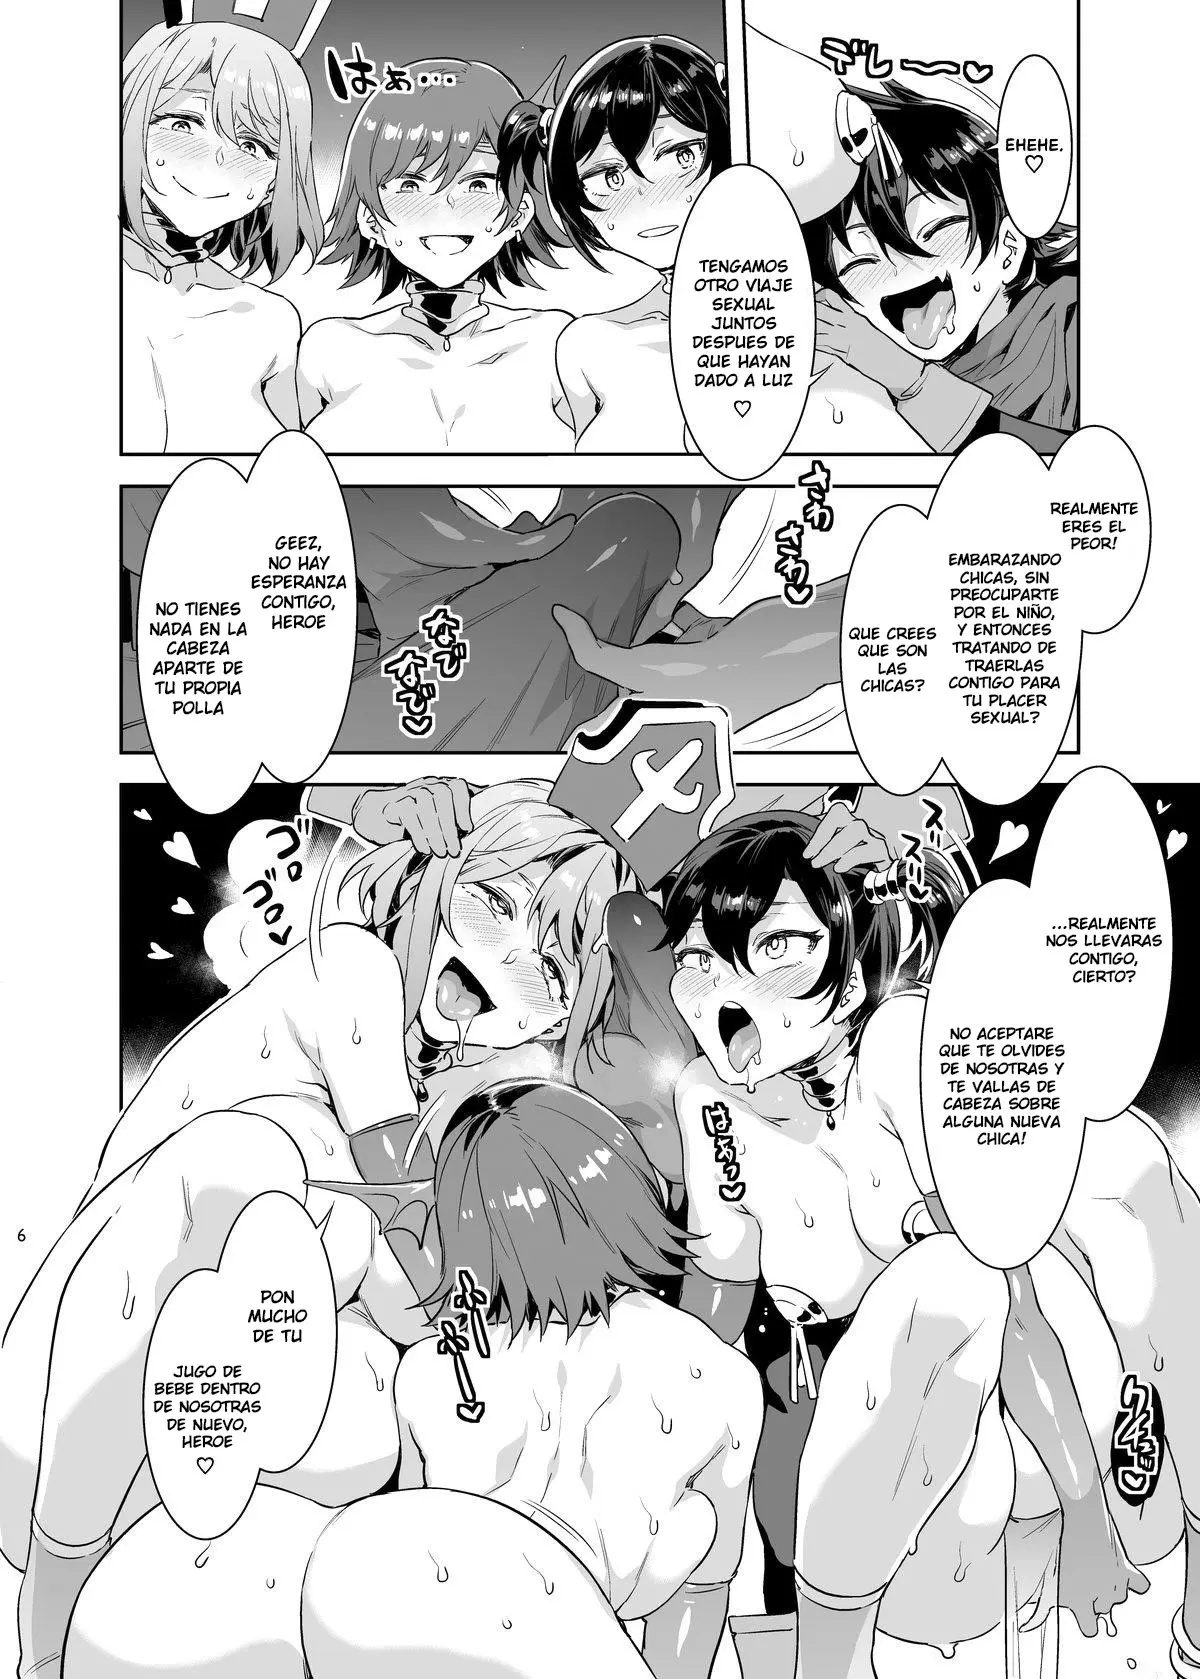 EHEHE.
♡
デレ〜〜♡
TENGAMOS
OTRO VIAJE
SEXUAL
JUNTOS
DESPUES DE
QUE HAYAN
DADO A LUZ
♡
はぁ…
REALMENTE
ERES EL
PEOR!
EMBARAZANDO
CHICAS, SIN
PREOCUPARTE
POR EL NIÑO,
Y ENTONCES
TRATANDO DE
TRAERLAS
CONTIGO PARA
TU PLACER
SEXUAL?
QUE CREES
QUE SON
LAS
CHICAS?
さわ
さわ♡
なで
なで♡
GEEZ,
NO HAY
ESPERANZA
CONTIGO,
HEROE
NO TIENES
NADA EN LA
CABEZA
APARTE DE
TU PROPIA
POLLA
...REALMENTE
NOS LLEVARAS
CONTIGO,
CIERTO?
NO ACEPTARE
QUE TE OLVIDES
DE NOSOTRAS Y
TE VALLAS DE
CABEZA SOBRE
ALGUNA NUEVA
CHICA!
はぁっ♡
PON
MUCHO
DE TU
JUGO DE
BEBE DENTRO
DE NOSOTRAS
DE NUEVO,
HEROE
♡
6